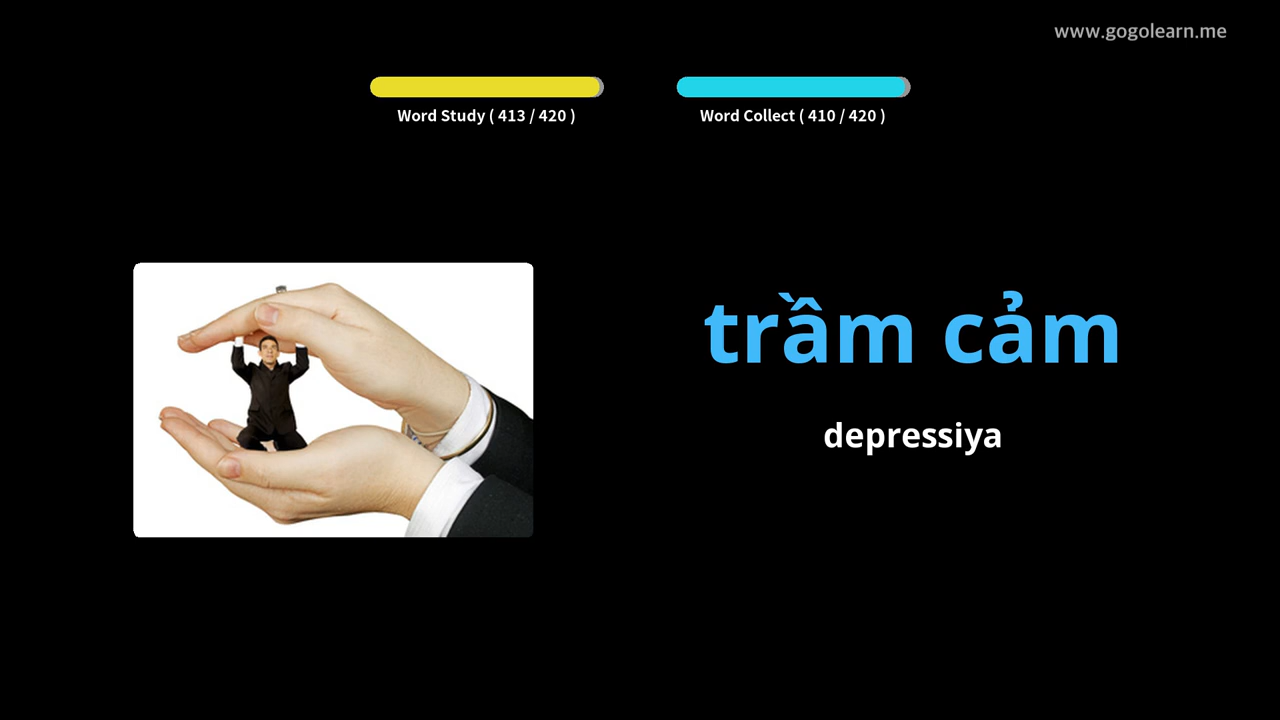 www.gogolearn.me
Word Study ( 413 / 420 )
Word Collect ( 410 / 420 )
trầm cảm
depressiya